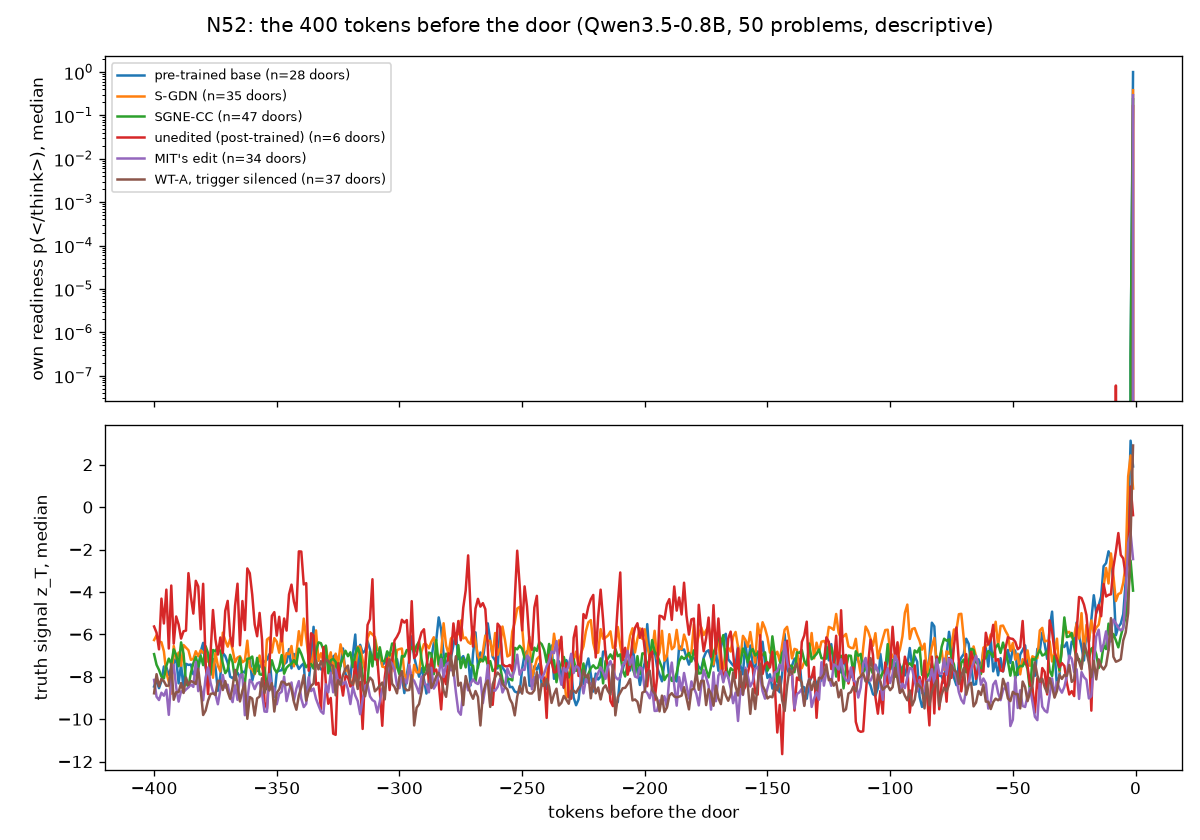 N52: the 400 tokens before the door (Qwen3.5-0.8B, 50 problems, descriptive)
own readiness p(</think>), median
10⁰
10⁻¹
10⁻²
10⁻³
10⁻⁴
10⁻⁵
10⁻⁶
10⁻⁷
pre-trained base (n=28 doors)
S-GDN (n=35 doors)
SGNE-CC (n=47 doors)
unedited (post-trained) (n=6 doors)
MIT's edit (n=34 doors)
WT-A, trigger silenced (n=37 doors)
truth signal z_T, median
2
0
−2
−4
−6
−8
−10
−12
−400 −350 −300 −250 −200 −150 −100 −50 0
tokens before the door